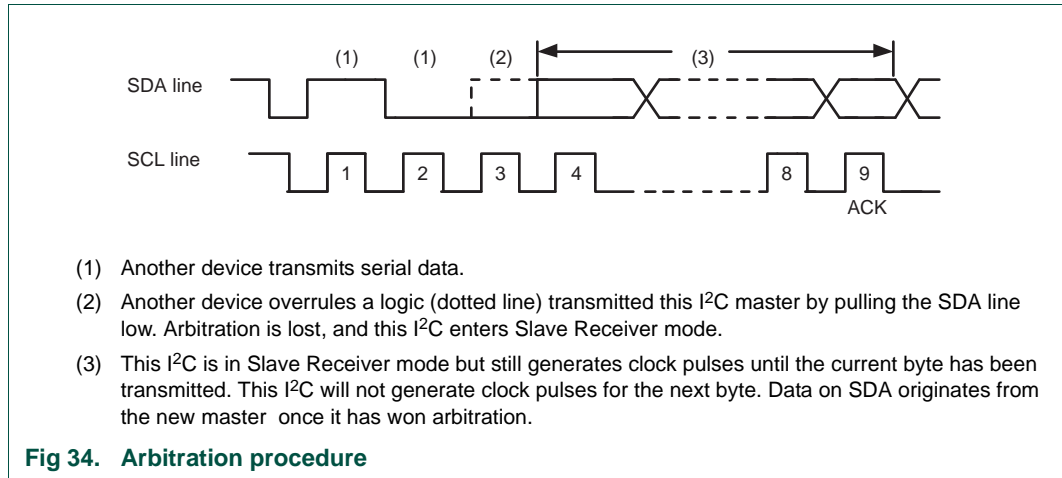 (1) (1) (2) (3)
SDA line
SCL line
1 2 3 4 8 9
ACK
(1) Another device transmits serial data.
(2) Another device overrules a logic (dotted line) transmitted this I2C master by pulling the SDA line
low. Arbitration is lost, and this I2C enters Slave Receiver mode.
(3) This I2C is in Slave Receiver mode but still generates clock pulses until the current byte has been
transmitted. This I2C will not generate clock pulses for the next byte. Data on SDA originates from
the new master once it has won arbitration.
Fig 34. Arbitration procedure